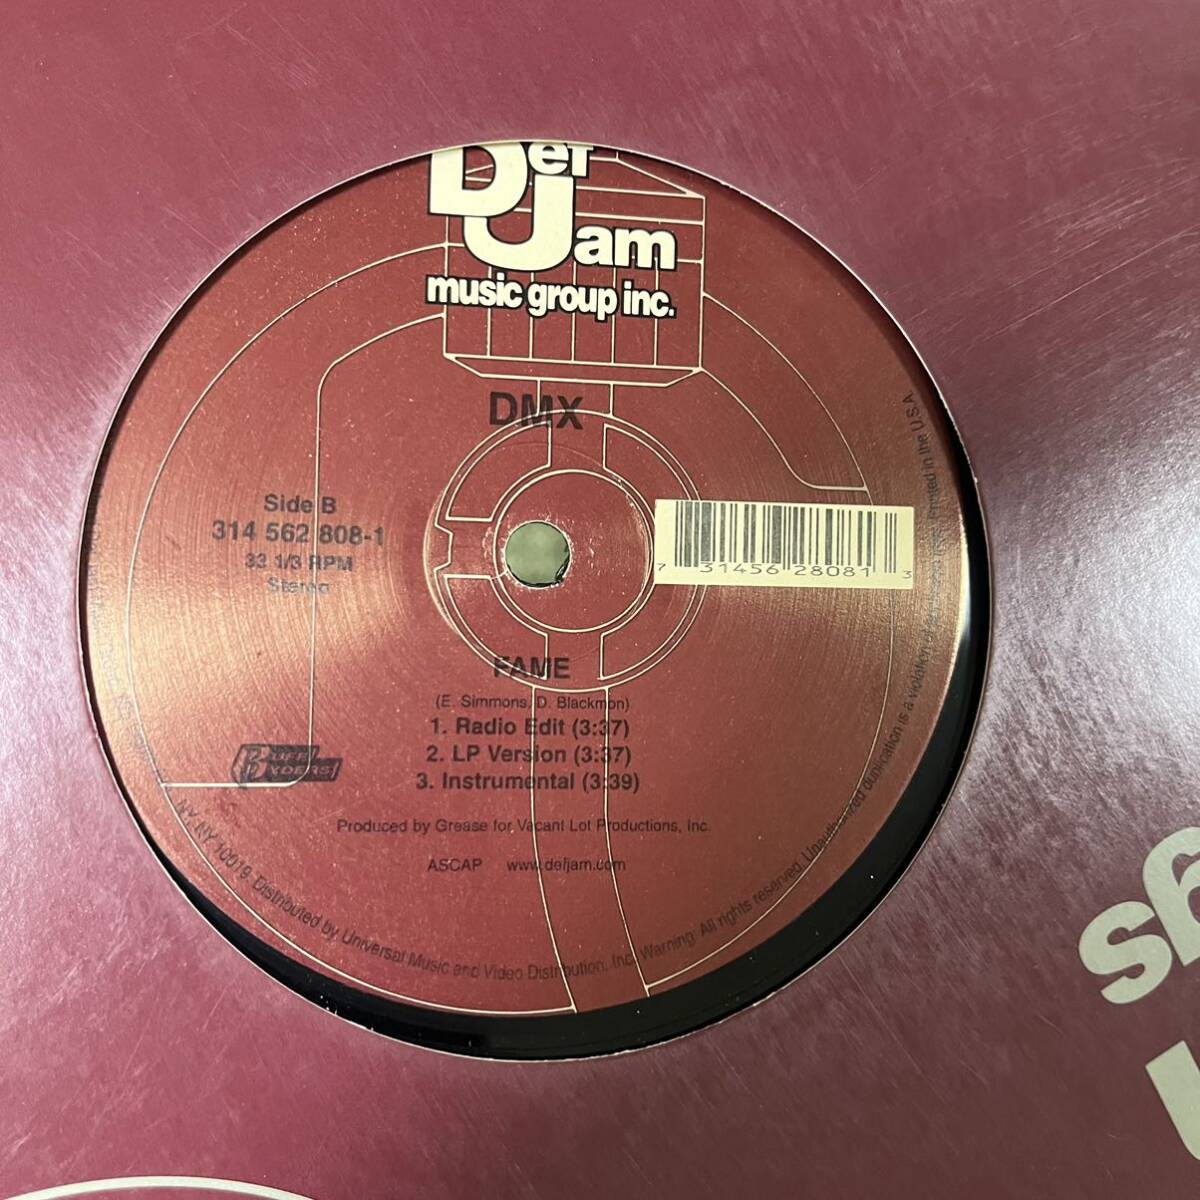 Def
Jam
music group inc.
DMX
Side B
314 562 808-1
33 1/3 RPM
Stereo
7 31456 28081 3
FAME
(E. Simmons, D. Blackmon)
1. Radio Edit (3:37)
2. LP Version (3:37)
3. Instrumental (3:39)
RUFF RYDERS
Produced by Grease for Vacant Lot Productions, Inc.
ASCAP www.defjam.com
NY, NY 10019. Distributed by Universal Music and Video Distribution, Inc. Warning: All rights reserved. Unauthorized duplication is a violation of Printed in the U.S.A.